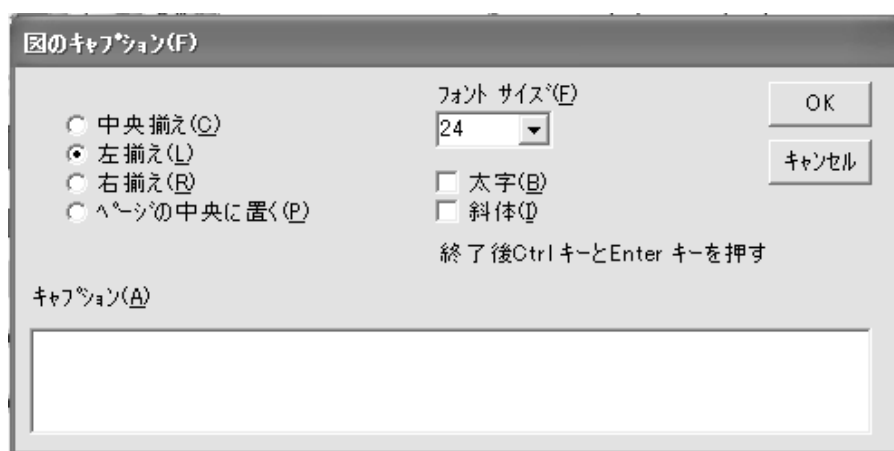 図のｷｬﾌﾟｼｮﾝ(F)
中央揃え(C)
左揃え(L)
右揃え(R)
ﾍﾟｰｼﾞの中央に置く(P)
ﾌｫﾝﾄ ｻｲｽﾞ(F)
24
太字(B)
斜体(I)
終了後Ctrl ｷｰとEnter ｷｰを押す
OK
ｷｬﾝｾﾙ
ｷｬﾌﾟｼｮﾝ(A)